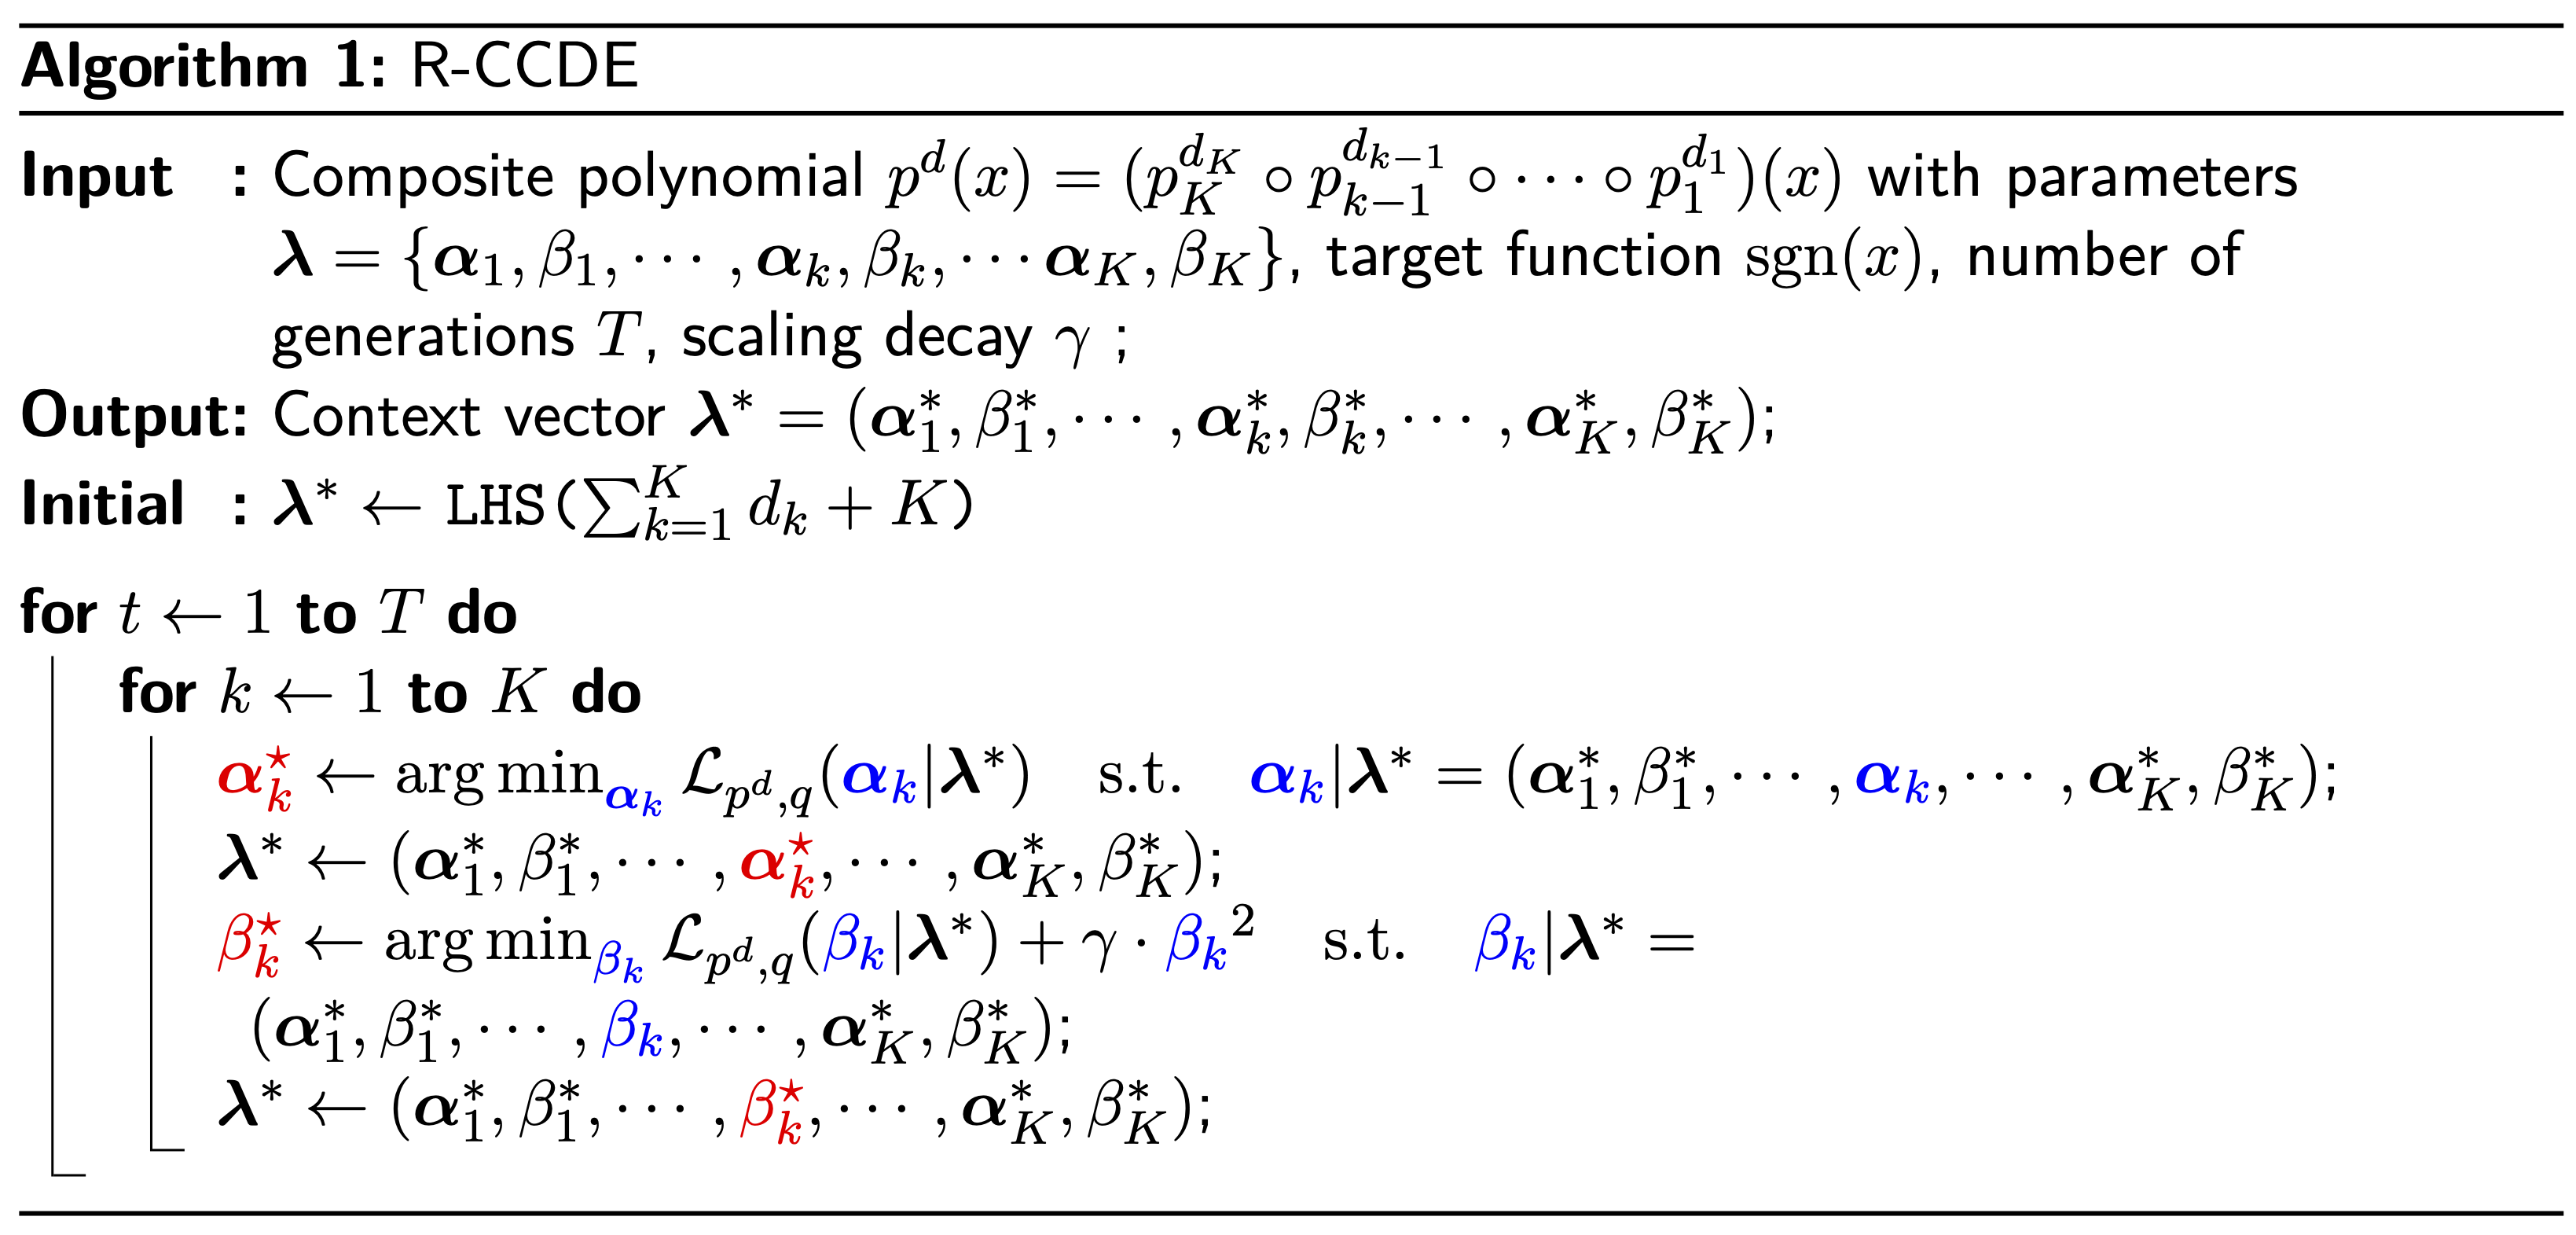 Algorithm 1: R-CCDE
Input : Composite polynomial $p^d(x) = (p_K^{d_K} \circ p_{k-1}^{d_{k-1}} \circ \cdots \circ p_1^{d_1})(x)$ with parameters
$\boldsymbol{\lambda} = \{\boldsymbol{\alpha}_1, \beta_1, \cdots, \boldsymbol{\alpha}_k, \beta_k, \cdots \boldsymbol{\alpha}_K, \beta_K\}$, target function $\mathrm{sgn}(x)$, number of
generations $T$, scaling decay $\gamma$ ;
Output: Context vector $\boldsymbol{\lambda}^* = (\boldsymbol{\alpha}_1^*, \beta_1^*, \cdots, \boldsymbol{\alpha}_k^*, \beta_k^*, \cdots, \boldsymbol{\alpha}_K^*, \beta_K^*)$;
Initial : $\boldsymbol{\lambda}^* \leftarrow \texttt{LHS(}\sum_{k=1}^{K} d_k + K\texttt{)}$
for $t \leftarrow 1$ to $T$ do
for $k \leftarrow 1$ to $K$ do
$\boldsymbol{\alpha}_k^\star \leftarrow \arg\min_{\boldsymbol{\alpha}_k} \mathcal{L}_{p^d,q}(\boldsymbol{\alpha}_k|\boldsymbol{\lambda}^*) \quad \text{s.t.} \quad \boldsymbol{\alpha}_k|\boldsymbol{\lambda}^* = (\boldsymbol{\alpha}_1^*, \beta_1^*, \cdots, \boldsymbol{\alpha}_k, \cdots, \boldsymbol{\alpha}_K^*, \beta_K^*)$;
$\boldsymbol{\lambda}^* \leftarrow (\boldsymbol{\alpha}_1^*, \beta_1^*, \cdots, \boldsymbol{\alpha}_k^\star, \cdots, \boldsymbol{\alpha}_K^*, \beta_K^*)$;
$\beta_k^\star \leftarrow \arg\min_{\beta_k} \mathcal{L}_{p^d,q}(\beta_k|\boldsymbol{\lambda}^*) + \gamma \cdot {\beta_k}^2 \quad \text{s.t.} \quad \beta_k|\boldsymbol{\lambda}^* =$
$(\boldsymbol{\alpha}_1^*, \beta_1^*, \cdots, \beta_k, \cdots, \boldsymbol{\alpha}_K^*, \beta_K^*)$;
$\boldsymbol{\lambda}^* \leftarrow (\boldsymbol{\alpha}_1^*, \beta_1^*, \cdots, \beta_k^\star, \cdots, \boldsymbol{\alpha}_K^*, \beta_K^*)$;